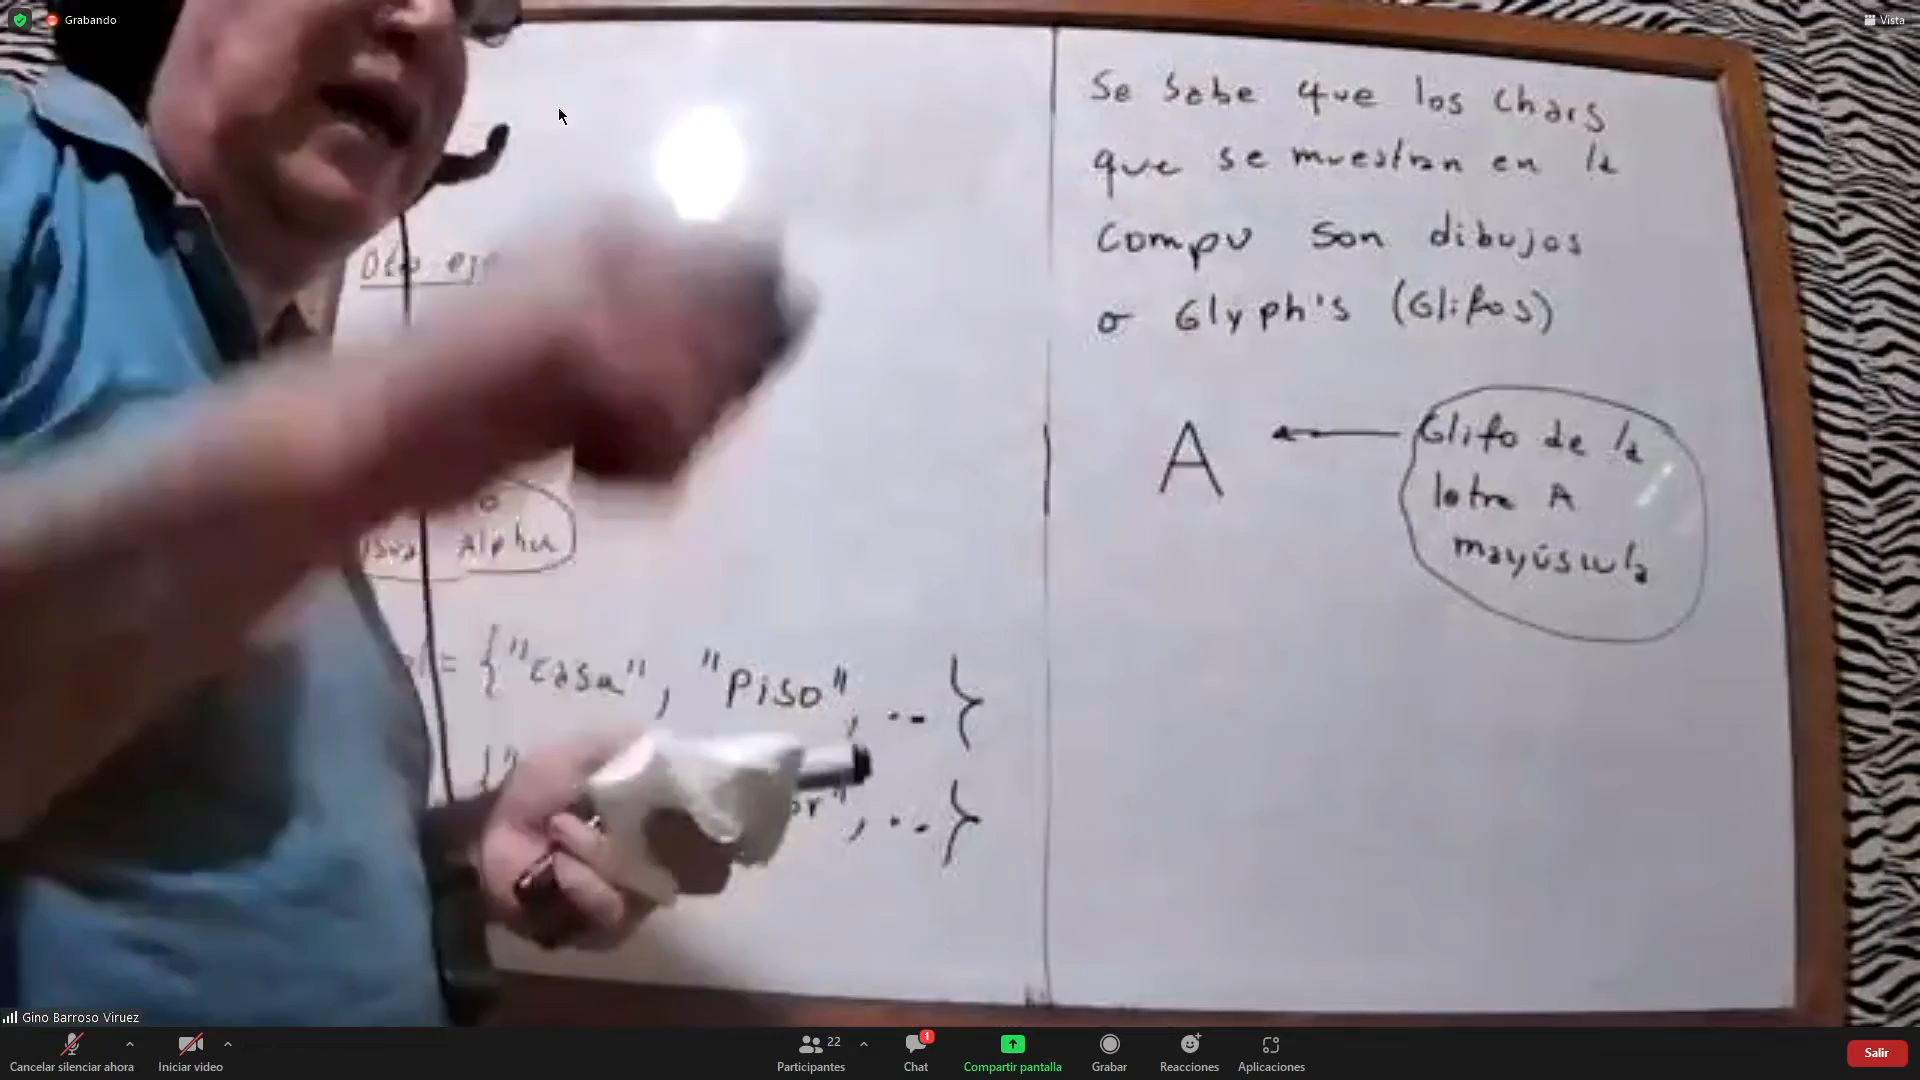 Grabando
Vista
Se sabe que los chars
que se muestran en la
compu son dibujos
o Glyph's (Glifos)
A
Glifo de la
letra A
mayúscula
Alpha
= {"casa", "Piso", ... }
{"
or", ... }
Gino Barroso Viruez
Cancelar silenciar ahora
Iniciar video
22
Participantes
1
Chat
Compartir pantalla
Grabar
Reacciones
Aplicaciones
Salir